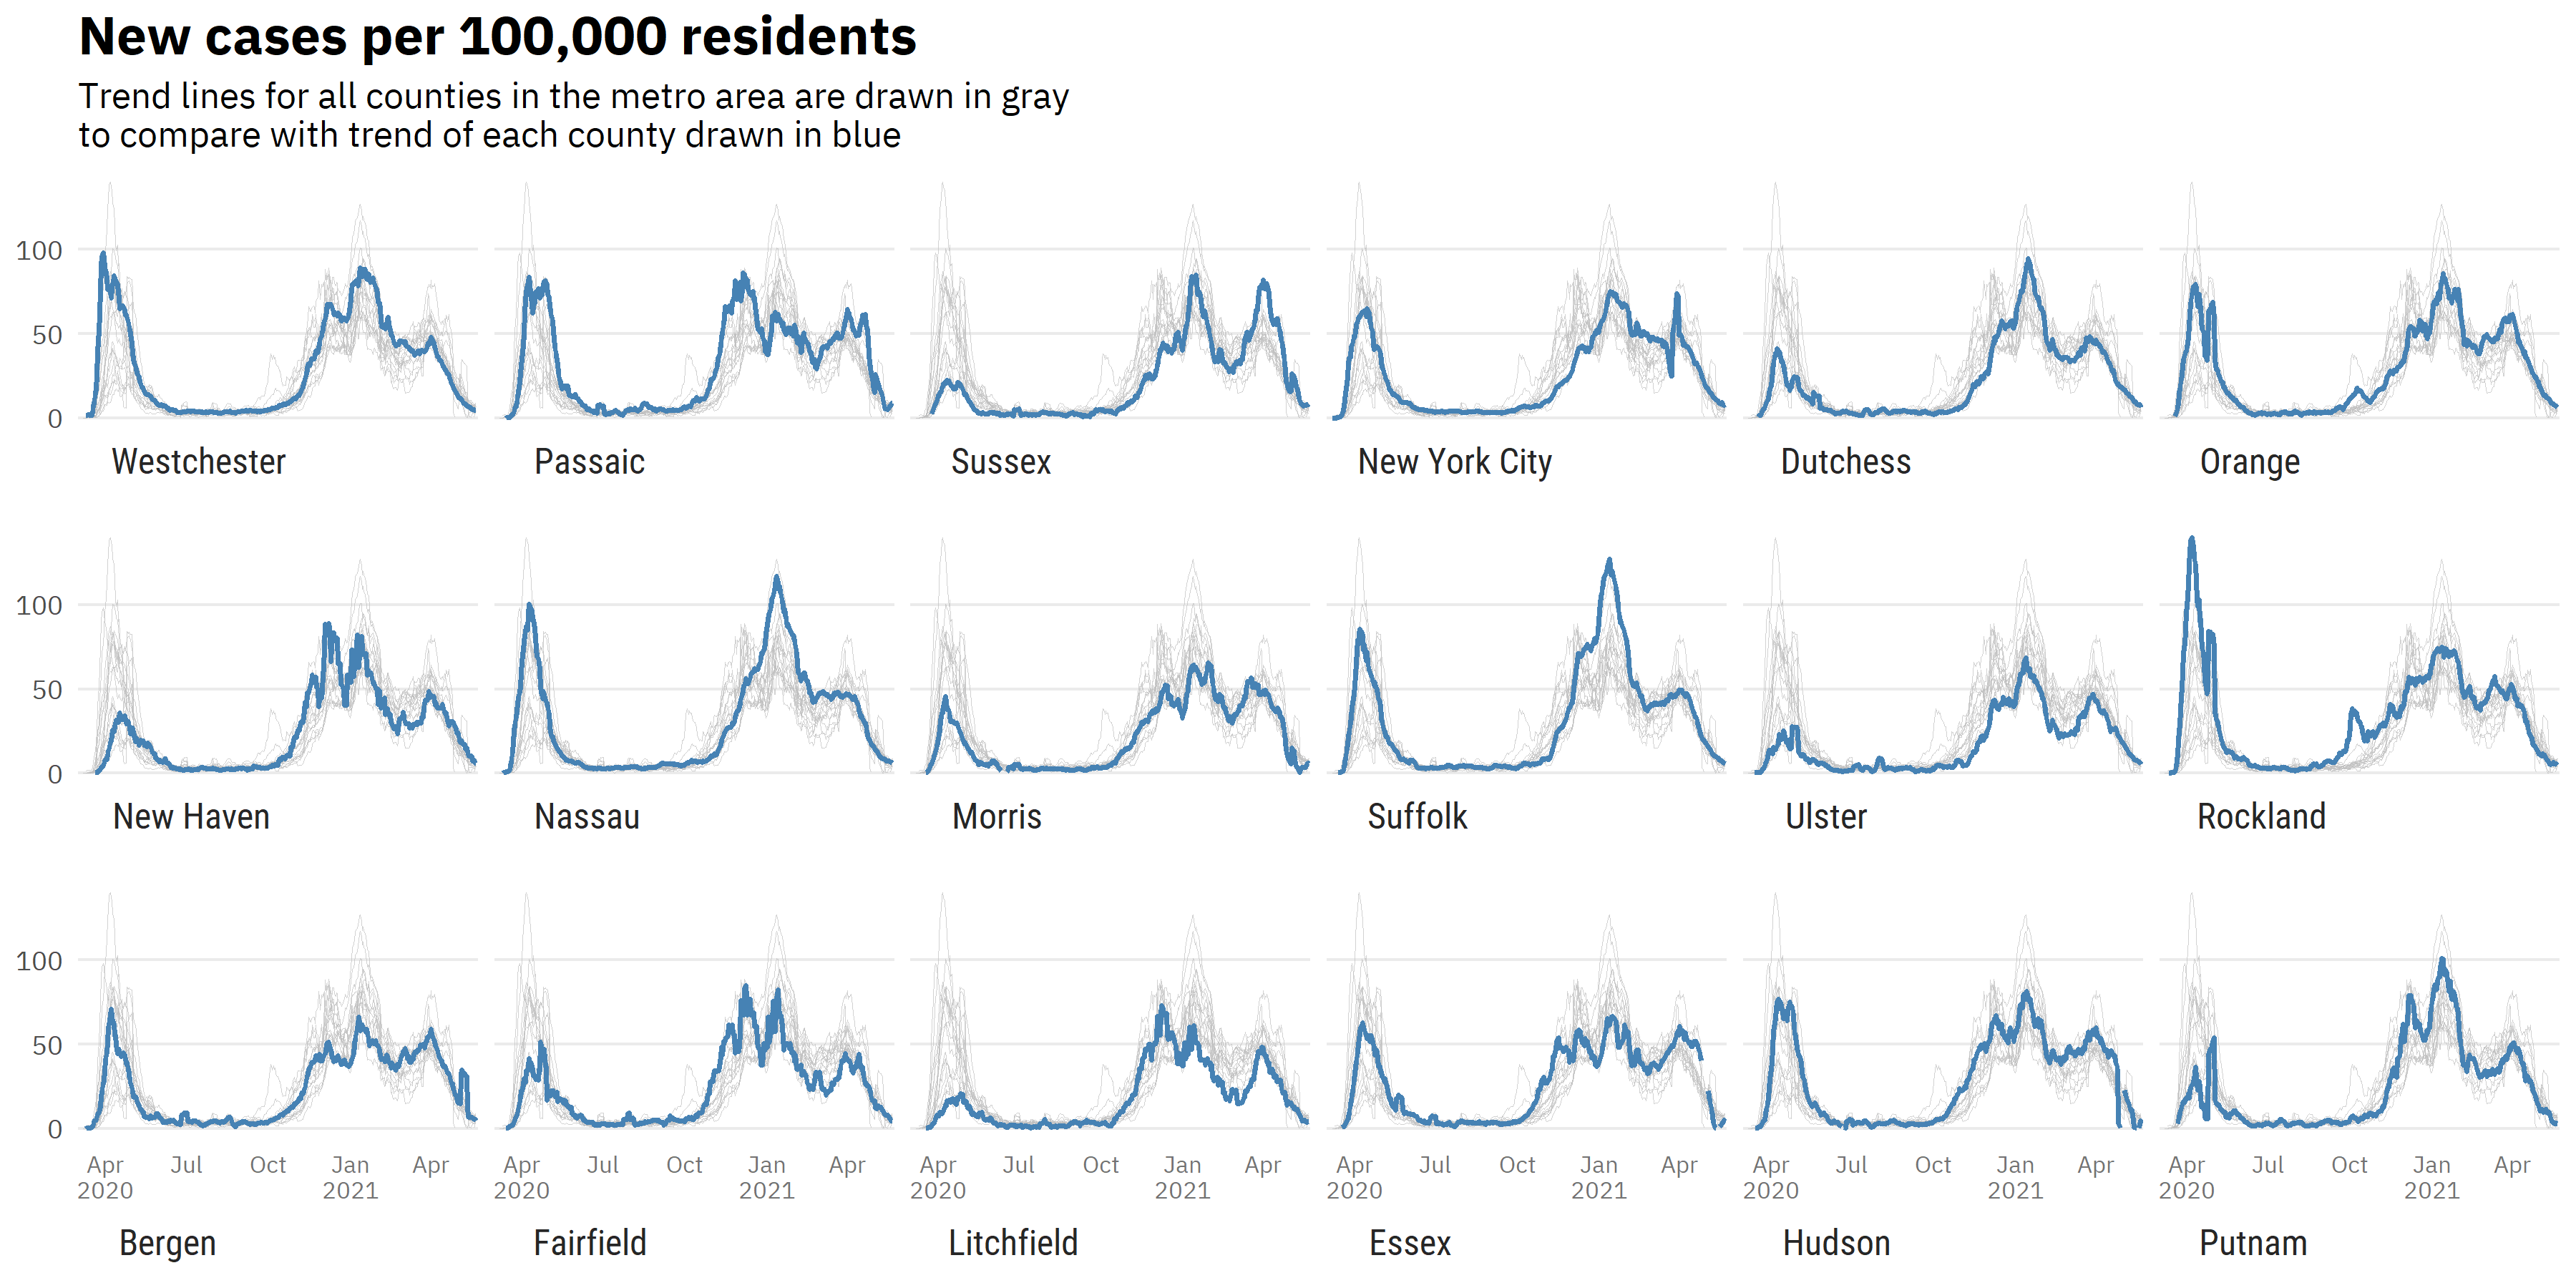 New cases per 100,000 residents
Trend lines for all counties in the metro area are drawn in gray
to compare with trend of each county drawn in blue
100
50
0
Westchester Passaic Sussex New York City Dutchess Orange
100
50
0
New Haven Nassau Morris Suffolk Ulster Rockland
100
50
0
Apr Jul Oct Jan Apr Apr Jul Oct Jan Apr Apr Jul Oct Jan Apr Apr Jul Oct Jan Apr Apr Jul Oct Jan Apr Apr Jul Oct Jan Apr
2020 2021 2020 2021 2020 2021 2020 2021 2020 2021 2020 2021
Bergen Fairfield Litchfield Essex Hudson Putnam